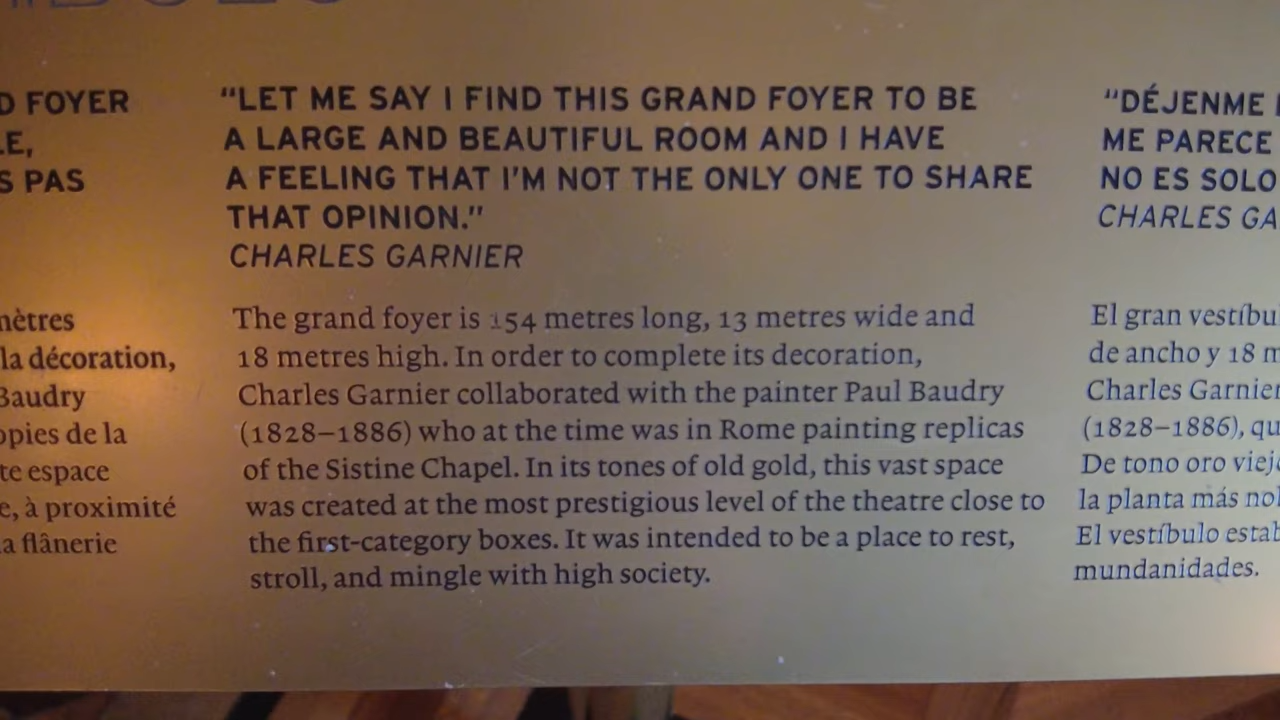 D FOYER
LE,
S PAS
mètres
la décoration,
Baudry
opies de la
te espace
e, à proximité
a flânerie
"LET ME SAY I FIND THIS GRAND FOYER TO BE
A LARGE AND BEAUTIFUL ROOM AND I HAVE
A FEELING THAT I'M NOT THE ONLY ONE TO SHARE
THAT OPINION."
CHARLES GARNIER
The grand foyer is 154 metres long, 13 metres wide and
18 metres high. In order to complete its decoration,
Charles Garnier collaborated with the painter Paul Baudry
(1828–1886) who at the time was in Rome painting replicas
of the Sistine Chapel. In its tones of old gold, this vast space
was created at the most prestigious level of the theatre close to
the first-category boxes. It was intended to be a place to rest,
stroll, and mingle with high society.
"DÉJENME
ME PARECE
NO ES SOLO
CHARLES GA
El gran vestíbu
de ancho y 18 m
Charles Garnier
(1828–1886), qu
De tono oro viejo
la planta más nob
El vestíbulo estab
mundanidades.